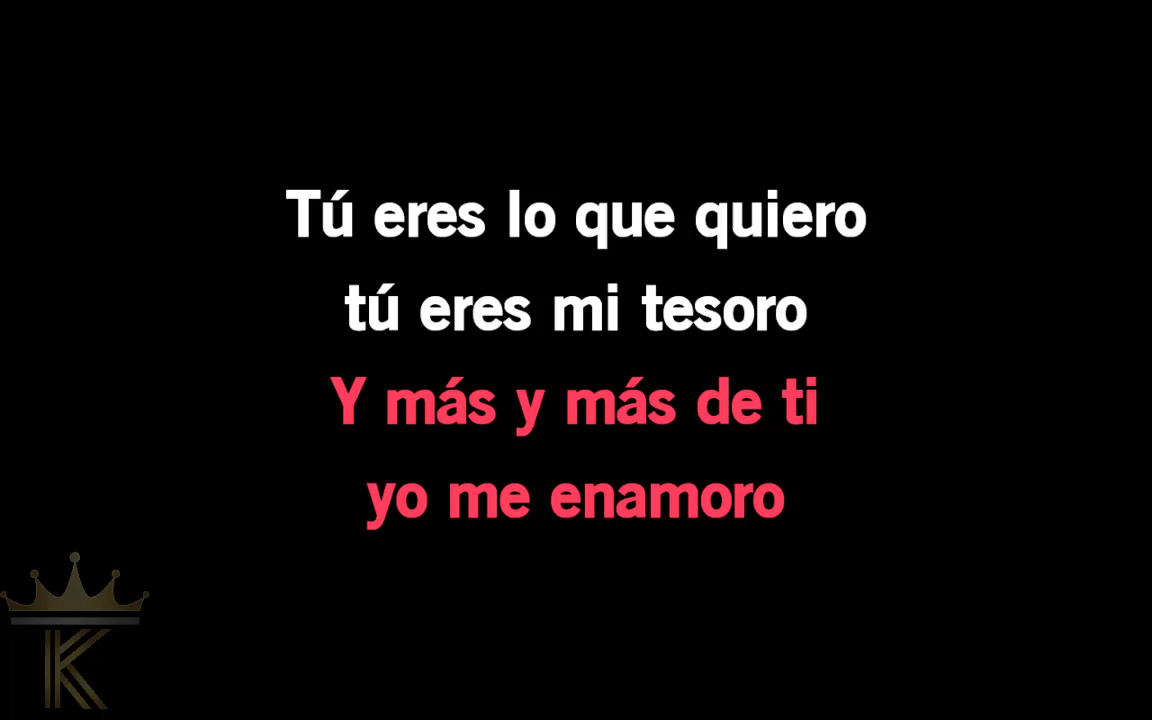 Tú eres lo que quiero
tú eres mi tesoro
Y más y más de ti
yo me enamoro
K